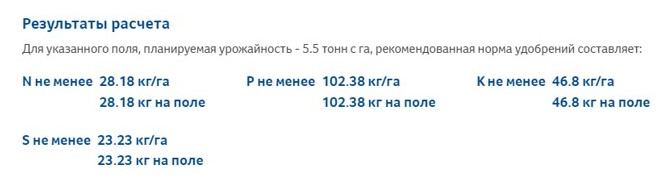 Результаты расчета
Для указанного поля, планируемая урожайность - 5.5 тонн с га, рекомендованная норма удобрений составляет:
N не менее 28.18 кг/га P не менее 102.38 кг/га K не менее 46.8 кг/га
28.18 кг на поле 102.38 кг на поле 46.8 кг на поле
S не менее 23.23 кг/га
23.23 кг на поле